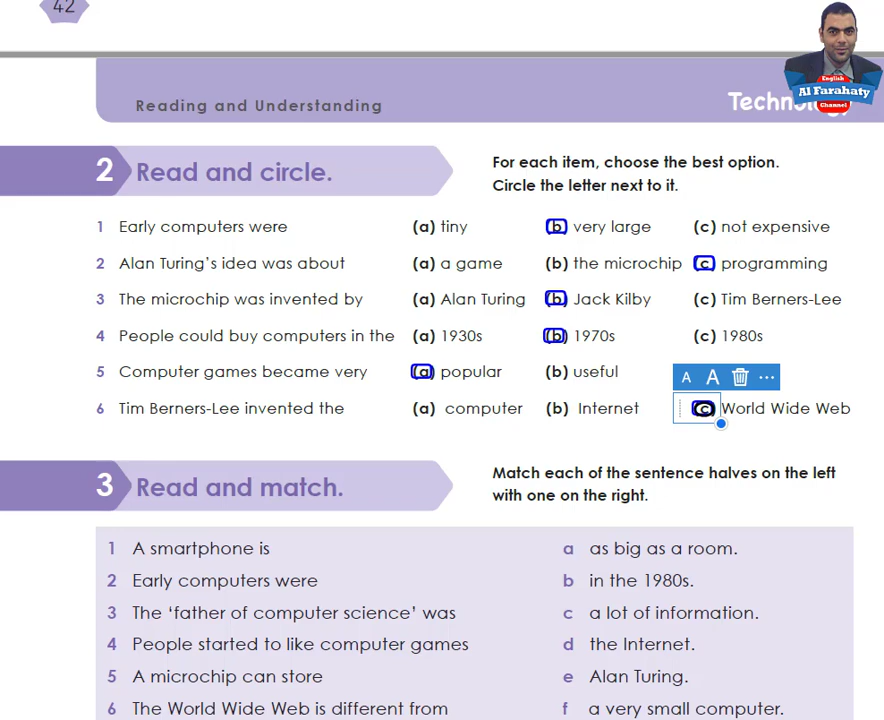 42
English
Al Farahaty
Channel
Reading and Understanding
Technology
2 Read and circle.
For each item, choose the best option.
Circle the letter next to it.
1 Early computers were (a) tiny (b) very large (c) not expensive
2 Alan Turing's idea was about (a) a game (b) the microchip (c) programming
3 The microchip was invented by (a) Alan Turing (b) Jack Kilby (c) Tim Berners-Lee
4 People could buy computers in the (a) 1930s (b) 1970s (c) 1980s
5 Computer games became very (a) popular (b) useful
A A
6 Tim Berners-Lee invented the (a) computer (b) Internet (c) World Wide Web
3 Read and match.
Match each of the sentence halves on the left
with one on the right.
1 A smartphone is a as big as a room.
2 Early computers were b in the 1980s.
3 The 'father of computer science' was c a lot of information.
4 People started to like computer games d the Internet.
5 A microchip can store e Alan Turing.
6 The World Wide Web is different from f a very small computer.